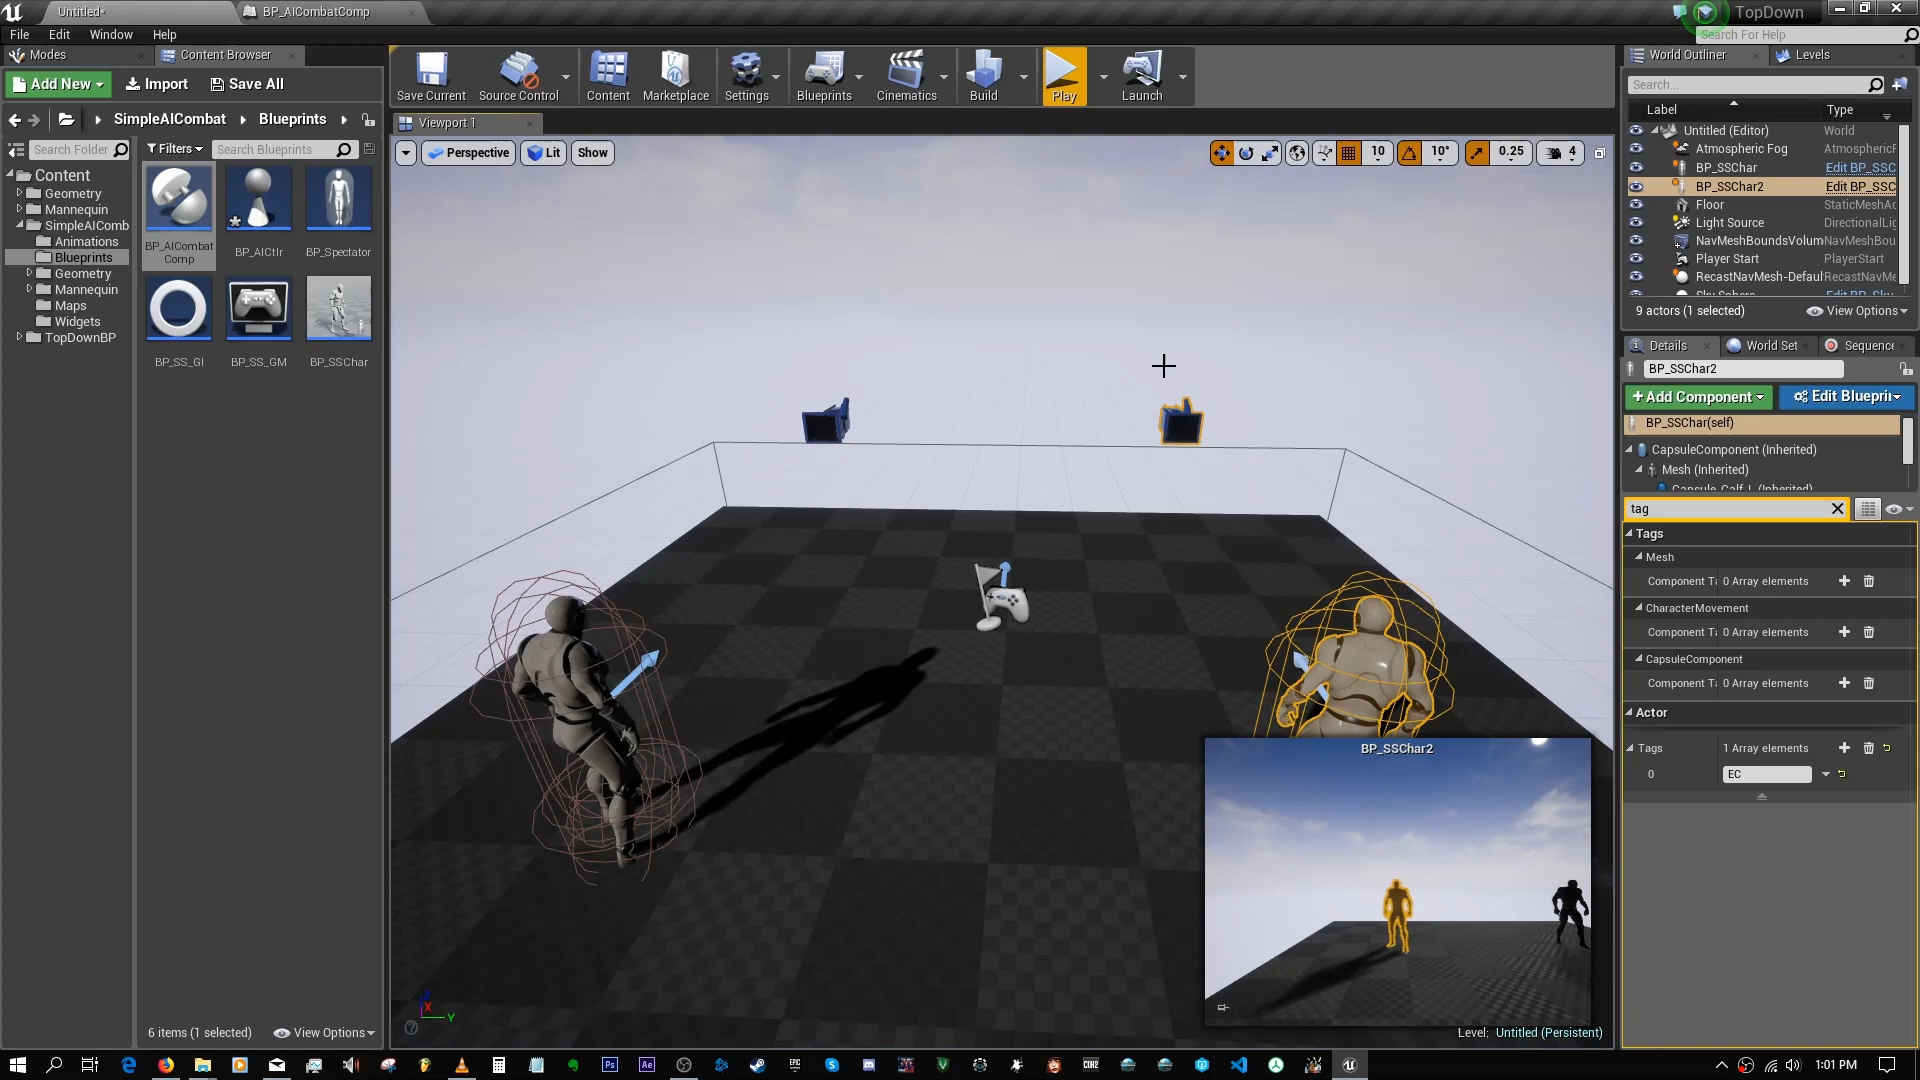 Untitled*
BP_AICombatComp
TopDown
File
Edit
Window
Help
Search For Help
Modes
Content Browser
World Outliner
Levels
Add New
Import
Save All
Save Current
Source Control
Content
Marketplace
Settings
Blueprints
Cinematics
Build
Play
Launch
Search...
Label
Type
SimpleAICombat
Blueprints
Viewport 1
Search Folder
Filters
Search Blueprints
Perspective
Lit
Show
10
10°
0.25
4
Untitled (Editor)
World
Atmospheric Fog
AtmosphericF
BP_SSChar
Edit BP_SSC
BP_SSChar2
Edit BP_SSC
Floor
StaticMeshAc
Light Source
DirectionalLig
NavMeshBoundsVolum
NavMeshBou
Player Start
PlayerStart
RecastNavMesh-Defaul
RecastNavMe
9 actors (1 selected)
View Options
Content
Geometry
Mannequin
SimpleAIComb
Animations
Blueprints
Geometry
Mannequin
Maps
Widgets
TopDownBP
BP_AICombat
Comp
BP_AICtlr
BP_Spectator
BP_SS_GI
BP_SS_GM
BP_SSChar
Details
World Set
Sequence
BP_SSChar2
Add Component
Edit Bluepri
BP_SSChar(self)
CapsuleComponent (Inherited)
Mesh (Inherited)
Capsule_Calf_L (Inherited)
tag
Tags
Mesh
Component Ta
0 Array elements
CharacterMovement
Component Ta
0 Array elements
CapsuleComponent
Component Ta
0 Array elements
Actor
Tags
1 Array elements
0
EC
BP_SSChar2
X
Y
Level: Untitled (Persistent)
6 items (1 selected)
View Options
1:01 PM